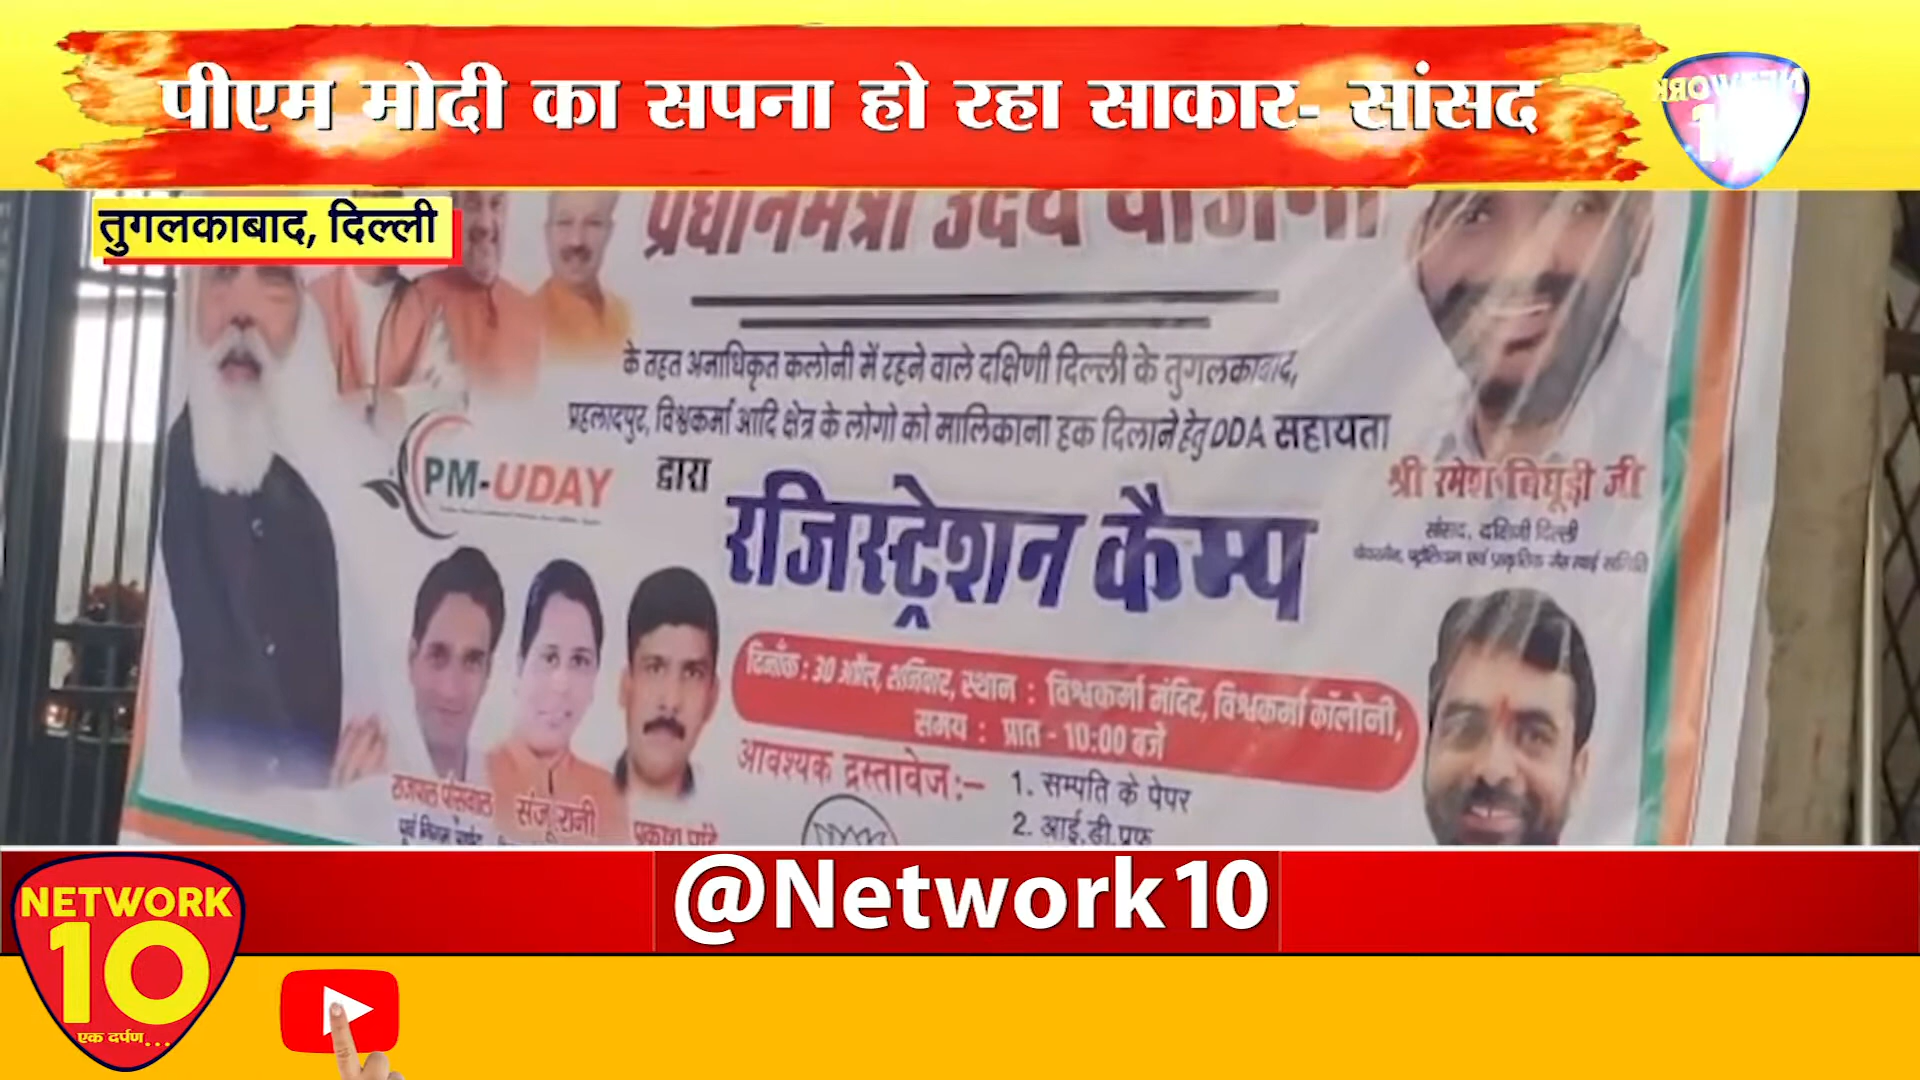 पीएम मोदी का सपना हो रहा साकार- सांसद
NETWORK
तुगलकाबाद, दिल्ली
प्रधानमंत्री उदय योजना
के तहत अनाधिकृत कलोनी में रहने वाले दक्षिणी दिल्ली के तुगलकाबाद,
प्रहलादपुर, विश्वकर्मा आदि क्षेत्र के लोगो को मालिकाना हक दिलाने हेतु DDA सहायता
PM-UDAY
द्वारा
रजिस्ट्रेशन कैम्प
श्री रमेश बिधूड़ी जी
सांसद, दक्षिणी दिल्ली
दिनाँक : 30 अप्रैल, शनिवार, स्थान : विश्वकर्मा मंदिर, विश्वकर्मा कॉलोनी,
समय : प्रात - 10:00 बजे
आवश्यक दस्तावेज:-
1. सम्पति के पेपर
2. आई.डी.प्रूफ
संजू रानी
@Network10
NETWORK
10
एक दर्पण...